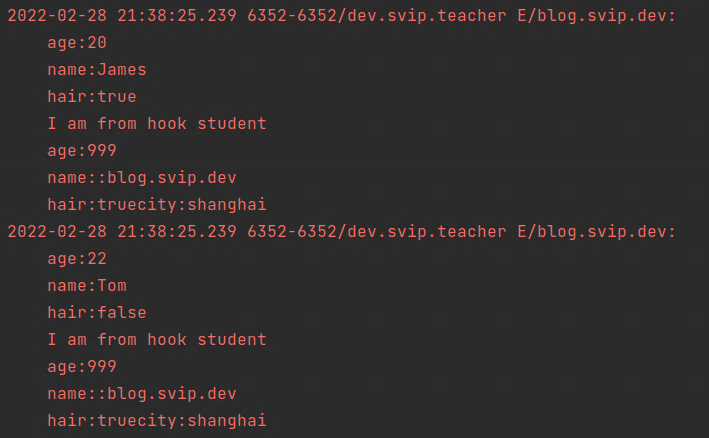 2022-02-28 21:38:25.239 6352-6352/dev.svip.teacher E/blog.svip.dev:
age:20
name:James
hair:true
I am from hook student
age:999
name::blog.svip.dev
hair:truecity:shanghai
2022-02-28 21:38:25.239 6352-6352/dev.svip.teacher E/blog.svip.dev:
age:22
name:Tom
hair:false
I am from hook student
age:999
name::blog.svip.dev
hair:truecity:shanghai